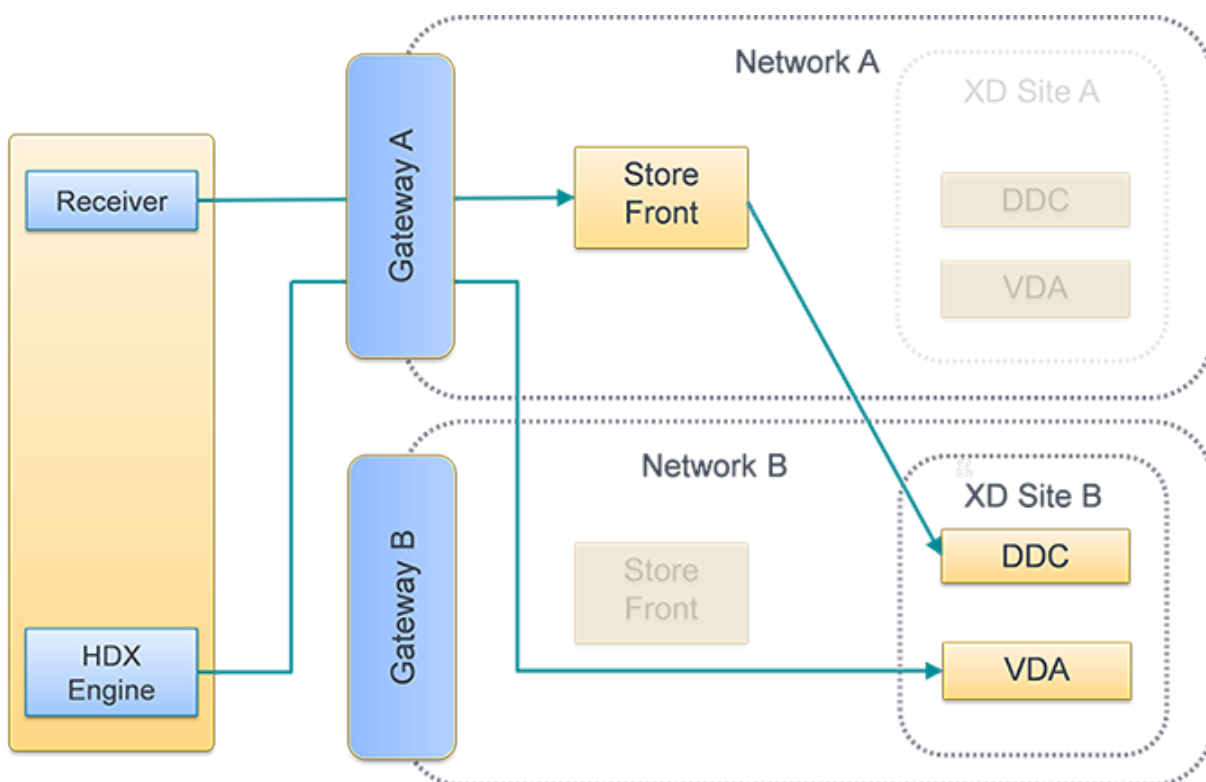 Network A
XD Site A
Receiver
Gateway A
Store
Front
DDC
VDA
Network B
XD Site B
Gateway B
Store
Front
DDC
HDX
Engine
VDA